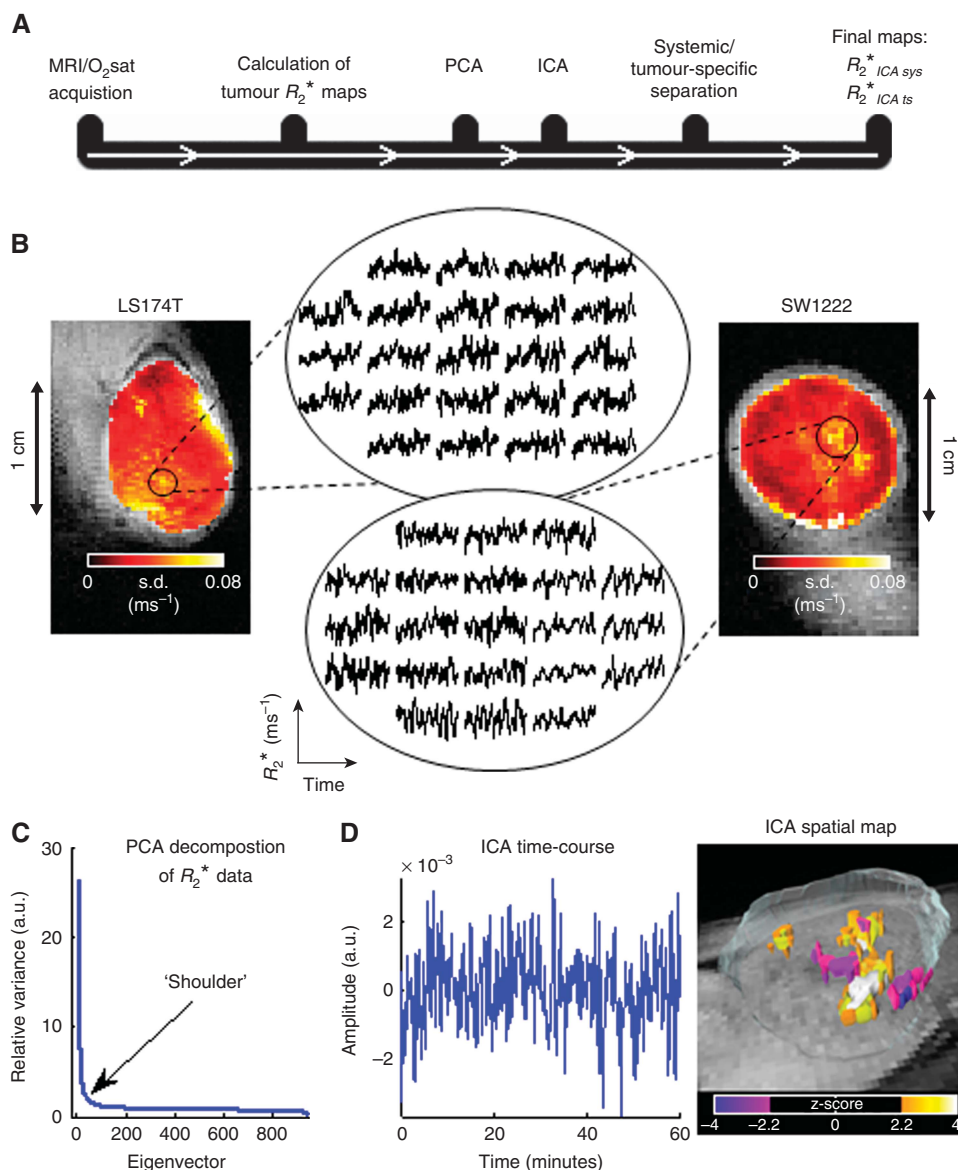 A
MRI/O2sat
acquistion
Calculation of
tumour R2* maps
PCA
ICA
Systemic/
tumour-specific
separation
Final maps:
R2* ICA sys
R2* ICA ts
B
LS174T
1 cm
0 s.d. 0.08
(ms−1)
SW1222
1 cm
0 s.d. 0.08
(ms−1)
R2* (ms−1)
Time
C
PCA decompostion
of R2* data
'Shoulder'
Relative variance (a.u.)
30
20
10
0
0 200 400 600 800
Eigenvector
D
ICA time-course
× 10−3
Amplitude (a.u.)
2
0
−2
0 20 40 60
Time (minutes)
ICA spatial map
z-score
−4 −2.2 0 2.2 4